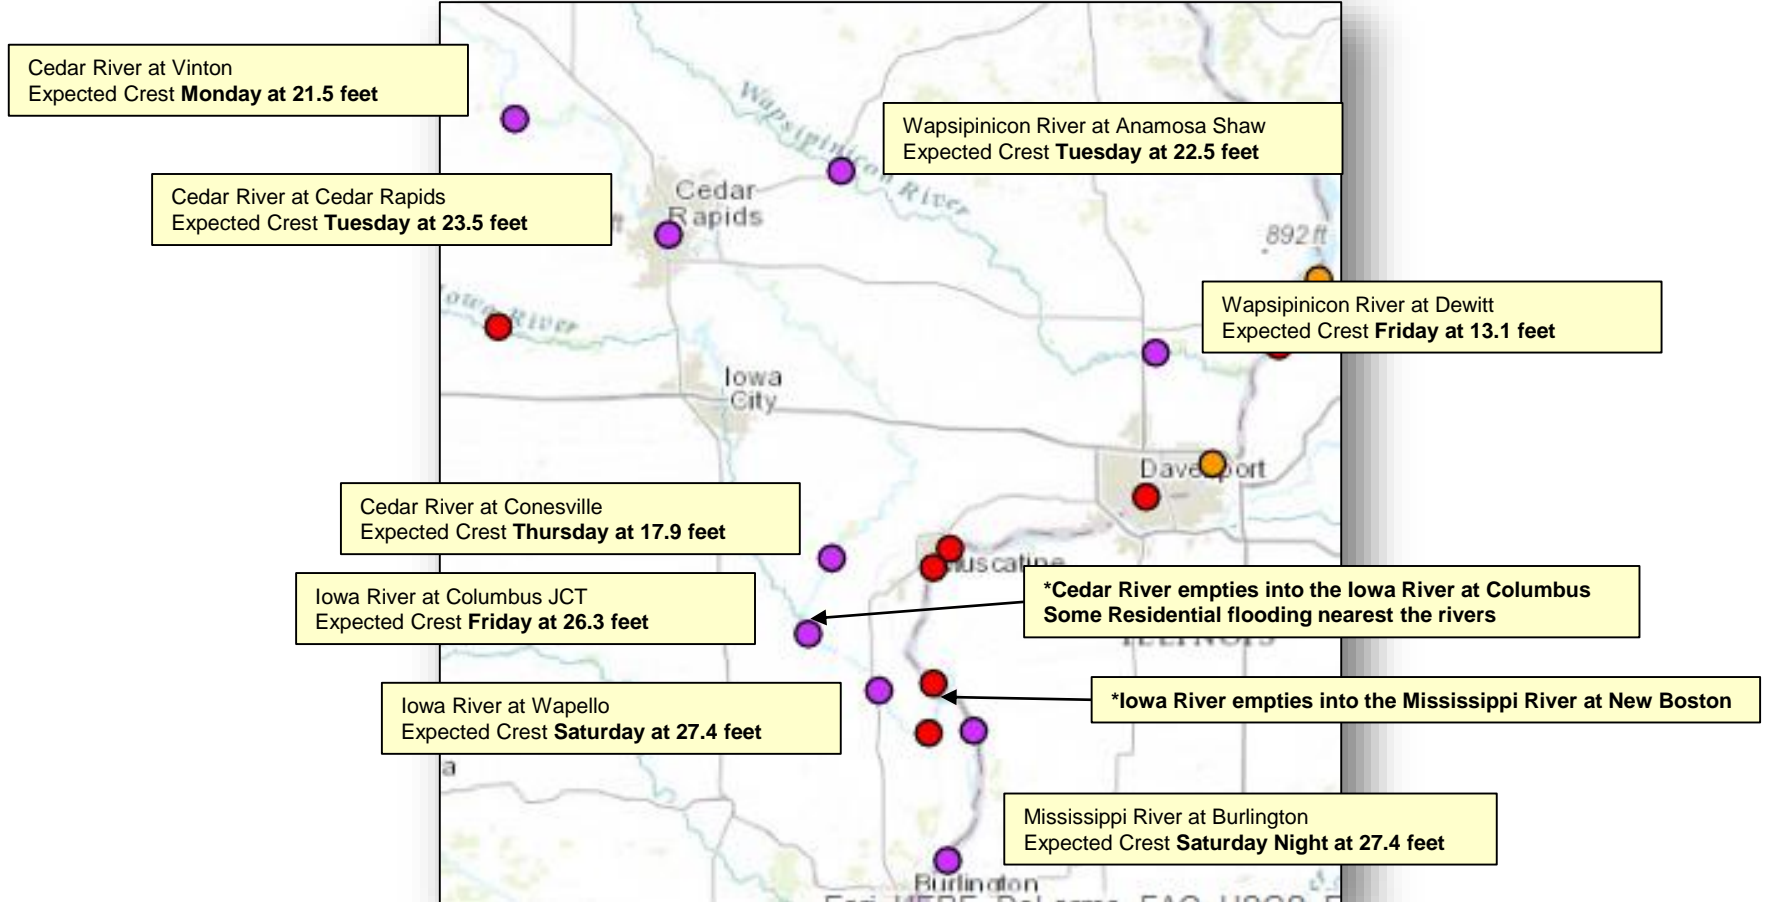 Cedar River at Vinton
Expected Crest Monday at 21.5 feet
Wapsipinicon River
Wapsipinicon River at Anamosa Shaw
Expected Crest Tuesday at 22.5 feet
Cedar River at Cedar Rapids
Expected Crest Tuesday at 23.5 feet
ft
Cedar
Rapids
892 ft
Iowa River
Wapsipinicon River at Dewitt
Expected Crest Friday at 13.1 feet
Iowa
City
Davenport
Cedar River at Conesville
Expected Crest Thursday at 17.9 feet
Muscatine
*Cedar River empties into the Iowa River at Columbus
Some Residential flooding nearest the rivers
Iowa River at Columbus JCT
Expected Crest Friday at 26.3 feet
ILLINOIS
*Iowa River empties into the Mississippi River at New Boston
Iowa River at Wapello
Expected Crest Saturday at 27.4 feet
a
Mississippi River at Burlington
Expected Crest Saturday Night at 27.4 feet
Burlington